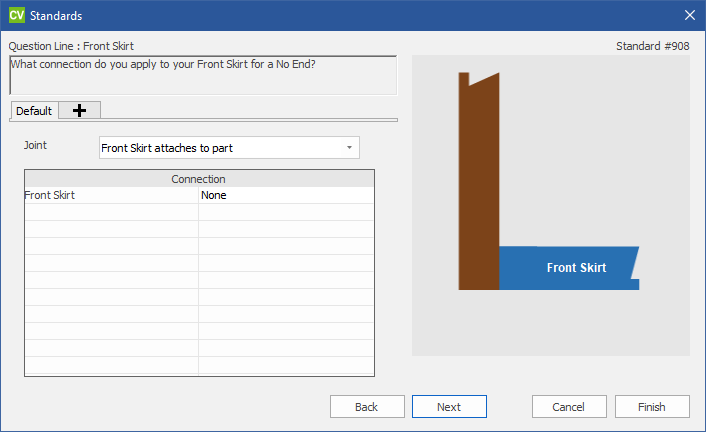 CV Standards
Question Line : Front Skirt
Standard #908
What connection do you apply to your Front Skirt for a No End?
Default
Joint
Front Skirt attaches to part
Connection
Front Skirt None
Front Skirt
Back Next Cancel Finish